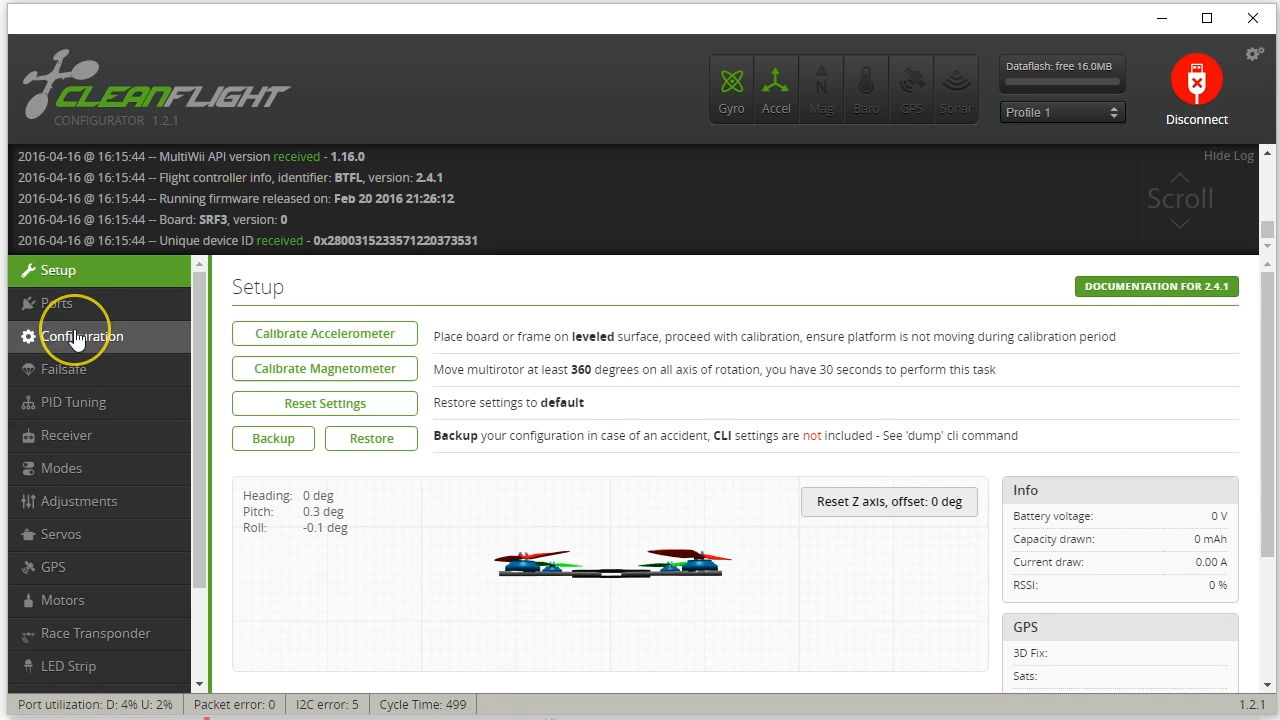 CLEANFLIGHT
CONFIGURATOR 1.2.1
Gyro
Accel
Mag
Baro
GPS
Sonar
Dataflash: free 16.0MB
Profile 1
Disconnect
2016-04-16 @ 16:15:44 -- MultiWii API version received - 1.16.0
2016-04-16 @ 16:15:44 -- Flight controller info, identifier: BTFL, version: 2.4.1
2016-04-16 @ 16:15:44 -- Running firmware released on: Feb 20 2016 21:26:12
2016-04-16 @ 16:15:44 -- Board: SRF3, version: 0
2016-04-16 @ 16:15:44 -- Unique device ID received - 0x2800315233571220373531
Hide Log
Scroll
Setup
Ports
Configuration
Failsafe
PID Tuning
Receiver
Modes
Adjustments
Servos
GPS
Motors
Race Transponder
LED Strip
Setup
DOCUMENTATION FOR 2.4.1
Calibrate Accelerometer
Place board or frame on leveled surface, proceed with calibration, ensure platform is not moving during calibration period
Calibrate Magnetometer
Move multirotor at least 360 degrees on all axis of rotation, you have 30 seconds to perform this task
Reset Settings
Restore settings to default
Backup
Restore
Backup your configuration in case of an accident, CLI settings are not included - See 'dump' cli command
Heading: 0 deg
Pitch: 0.3 deg
Roll: -0.1 deg
Reset Z axis, offset: 0 deg
Info
Battery voltage: 0 V
Capacity drawn: 0 mAh
Current draw: 0.00 A
RSSI: 0 %
GPS
3D Fix:
Sats:
Port utilization: D: 4% U: 2%
Packet error: 0
I2C error: 5
Cycle Time: 499
1.2.1